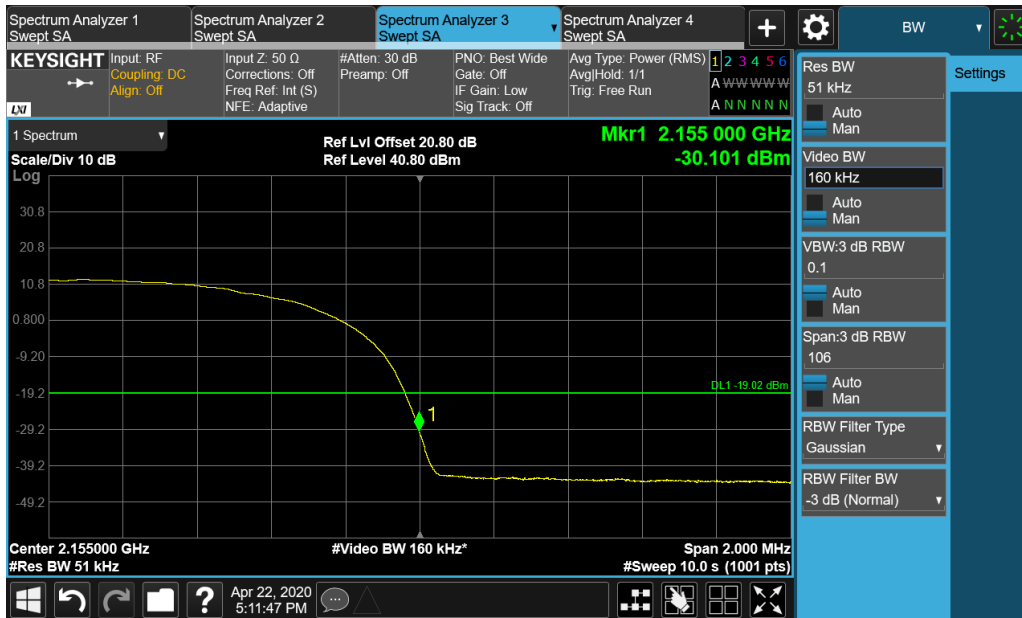 Spectrum Analyzer 1
Swept SA
Spectrum Analyzer 2
Swept SA
Spectrum Analyzer 3
Swept SA
Spectrum Analyzer 4
Swept SA
+
BW
KEYSIGHT
LXI
Input: RF
Coupling: DC
Align: Off
Input Z: 50 Ω
Corrections: Off
Freq Ref: Int (S)
NFE: Adaptive
#Atten: 30 dB
Preamp: Off
PNO: Best Wide
Gate: Off
IF Gain: Low
Sig Track: Off
Avg Type: Power (RMS)
Avg|Hold: 1/1
Trig: Free Run
1 2 3 4 5 6
A W W W W W
A N N N N N
1 Spectrum
Scale/Div 10 dB
Log
Ref Lvl Offset 20.80 dB
Ref Level 40.80 dBm
Mkr1 2.155 000 GHz
-30.101 dBm
30.8
20.8
10.8
0.800
-9.20
-19.2
-29.2
-39.2
-49.2
DL1 -19.02 dBm
1
Center 2.155000 GHz
#Res BW 51 kHz
#Video BW 160 kHz*
Span 2.000 MHz
#Sweep 10.0 s (1001 pts)
?
Apr 22, 2020
5:11:47 PM
Res BW
51 kHz
Auto
Man
Video BW
160 kHz
Auto
Man
VBW:3 dB RBW
0.1
Auto
Man
Span:3 dB RBW
106
Auto
Man
RBW Filter Type
Gaussian
RBW Filter BW
-3 dB (Normal)
Settings